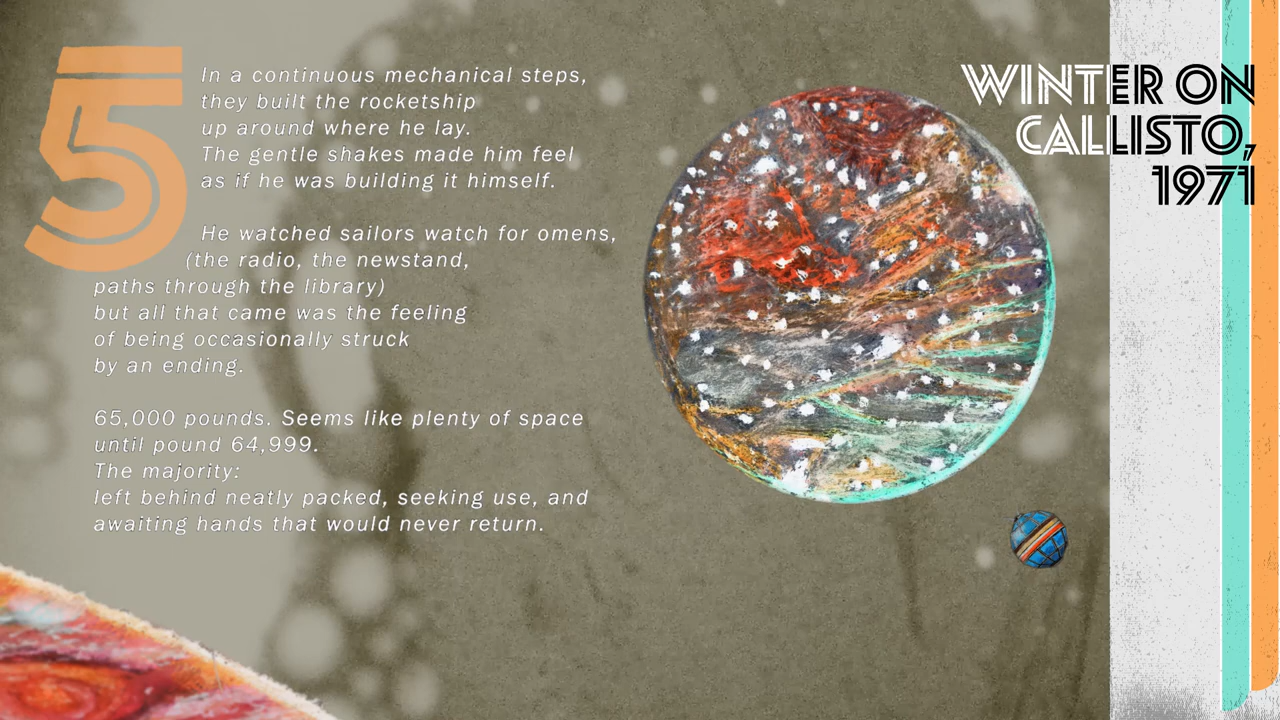 5
In a continuous mechanical steps,
they built the rocketship
up around where he lay.
The gentle shakes made him feel
as if he was building it himself.
He watched sailors watch for omens,
(the radio, the newstand,
paths through the library)
but all that came was the feeling
of being occasionally struck
by an ending.
65,000 pounds. Seems like plenty of space
until pound 64,999.
The majority:
left behind neatly packed, seeking use, and
awaiting hands that would never return.
WINTER ON
CALLISTO,
1971